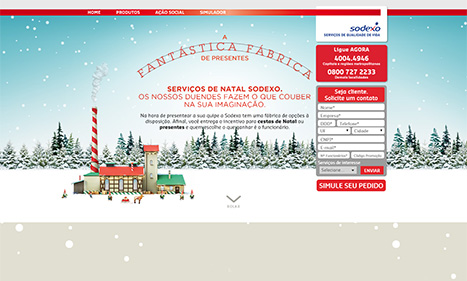 HOME PRODUTOS AÇÃO SOCIAL SIMULADOR
sodexo
SERVIÇOS DE QUALIDADE DE VIDA
A
FANTÁSTICA FÁBRICA
DE PRESENTES
SERVIÇOS DE NATAL SODEXO.
OS NOSSOS DUENDES FAZEM O QUE COUBER
NA SUA IMAGINAÇÃO.
Na hora de presentear a sua equipe a Sodexo tem uma fábrica de opções à
disposição. Afinal, você entrega o incentivo para cestas de Natal ou
presentes e quem escolhe o que ganhar é o funcionário.
Ligue AGORA
4004.4946
Capitais e regiões metropolitanas
0800 727 2233
Demais localidades
Seja cliente.
Solicite um contato
Nome*
Empresa*
DDD* Telefone*
UF Cidade
CNPJ*
E-mail*
Nº Funcionários* Código Promoção
Serviços de Interesse
Selecione ENVIAR
SIMULE SEU PEDIDO
ROLAR